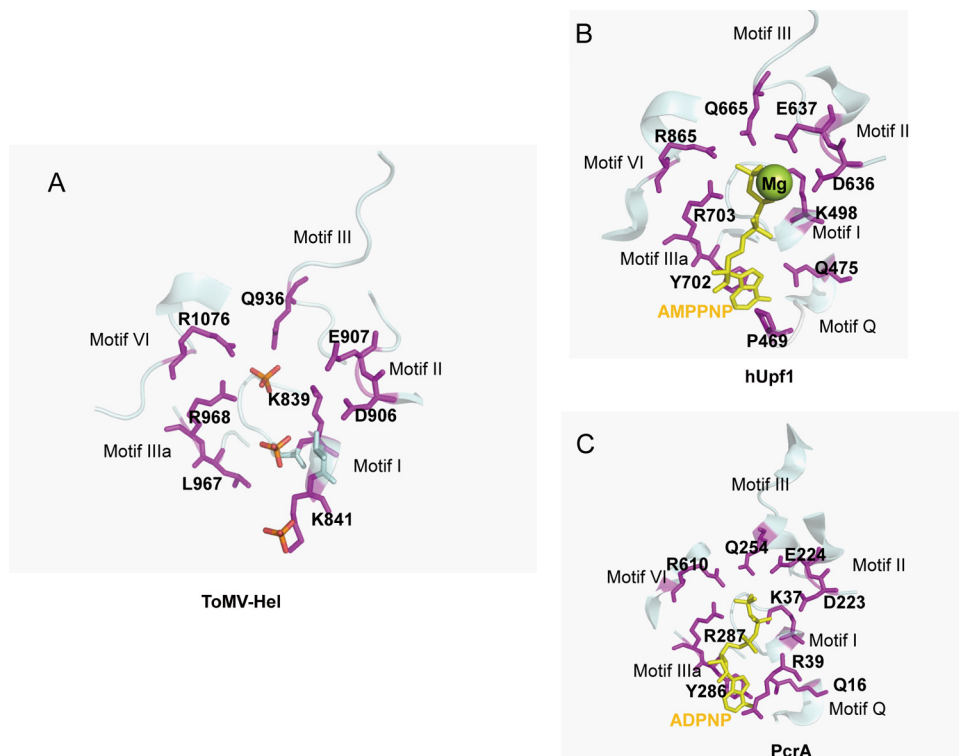 A
Motif III
Q936
R1076
E907
Motif VI
Motif II
K839
D906
R968
Motif IIIa
Motif I
L967
K841
ToMV-Hel
B
Motif III
Q665
E637
Motif II
R865
Motif VI
Mg
D636
R703
K498
Motif I
Motif IIIa
Y702
Q475
AMPPNP
Motif Q
P469
hUpf1
C
Motif III
Q254
E224
R610
Motif II
Motif VI
K37
D223
R287
Motif I
Motif IIIa
R39
Y286
Q16
ADPNP
Motif Q
PcrA